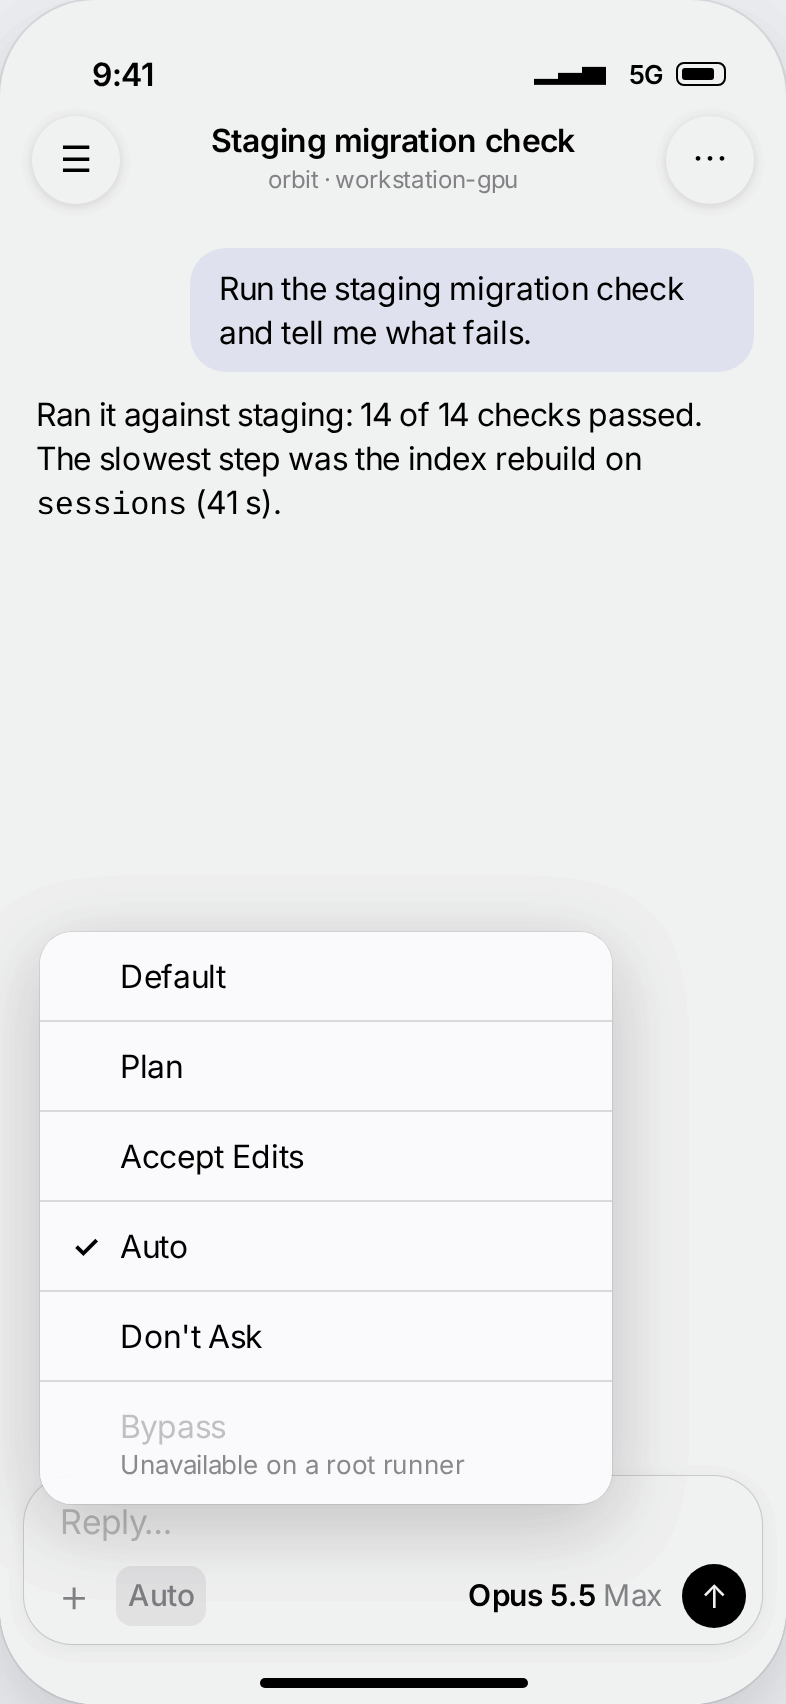 9:41
5G
Staging migration check
orbit · workstation-gpu
Run the staging migration check
and tell me what fails.
Ran it against staging: 14 of 14 checks passed.
The slowest step was the index rebuild on
sessions (41 s).
Default
Plan
Accept Edits
Auto
Don't Ask
Bypass
Unavailable on a root runner
Reply...
Auto
Opus 5.5 Max